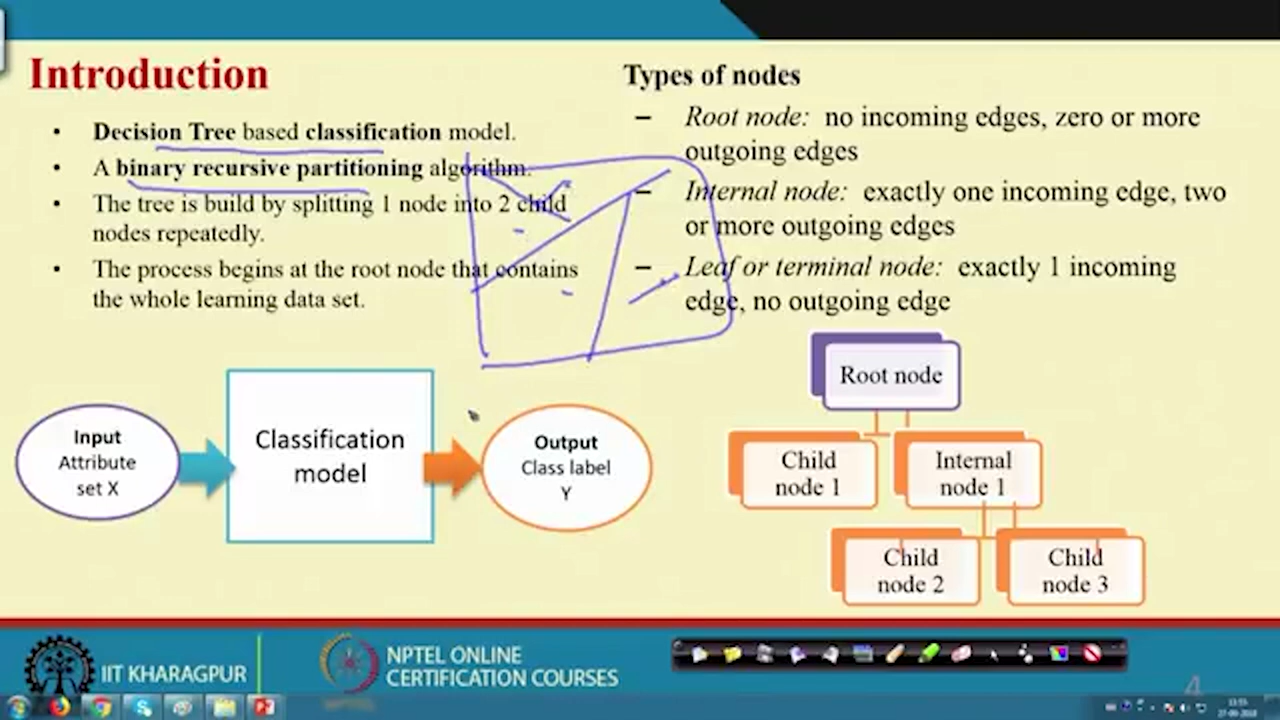 Introduction
• Decision Tree based classification model.
• A binary recursive partitioning algorithm.
• The tree is build by splitting 1 node into 2 child
nodes repeatedly.
• The process begins at the root node that contains
the whole learning data set.
Types of nodes
– Root node: no incoming edges, zero or more
outgoing edges
– Internal node: exactly one incoming edge, two
or more outgoing edges
– Leaf or terminal node: exactly 1 incoming
edge, no outgoing edge
Input
Attribute
set X
Classification
model
Output
Class label
Y
Root node
Child
node 1
Internal
node 1
Child
node 2
Child
node 3
IIT KHARAGPUR
NPTEL ONLINE
CERTIFICATION COURSES
4